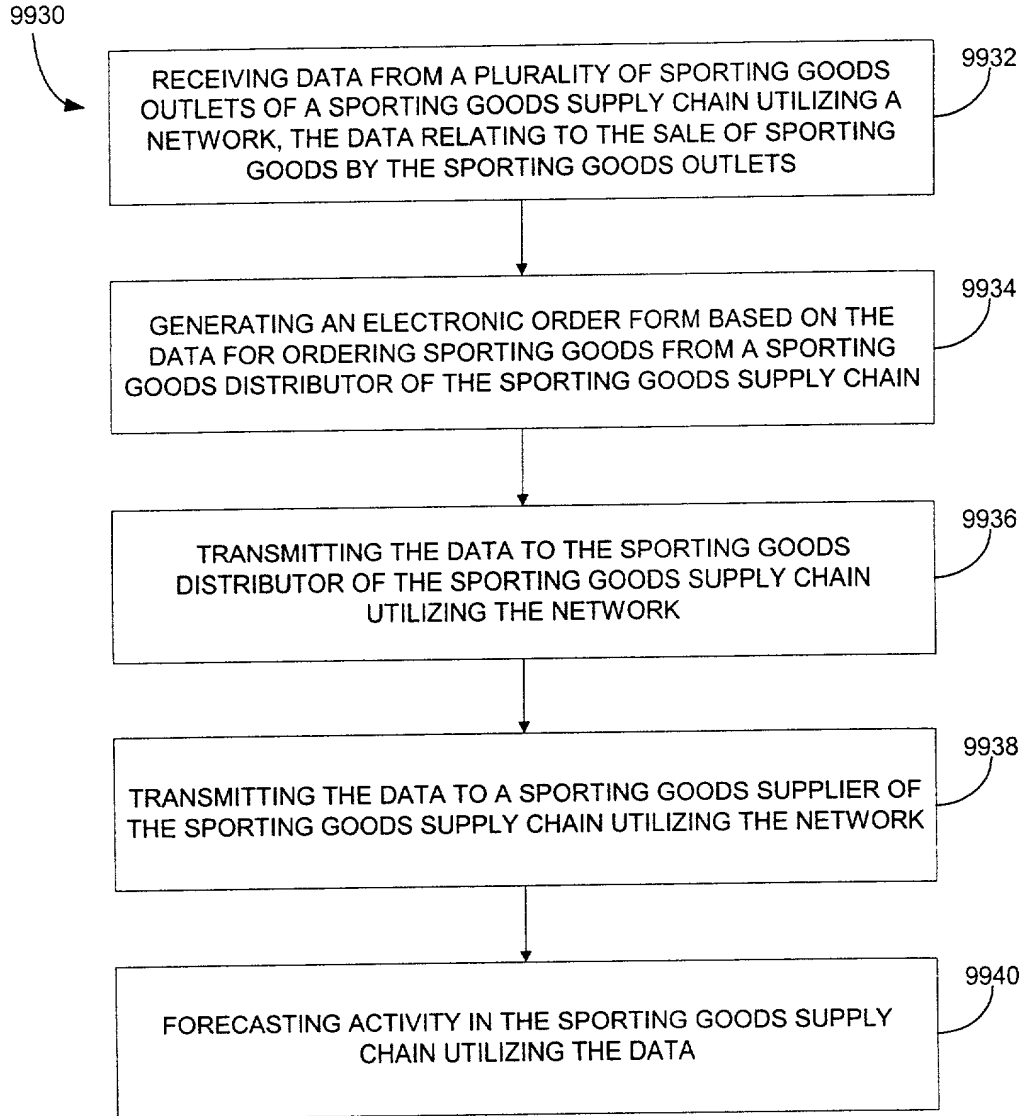 9930
RECEIVING DATA FROM A PLURALITY OF SPORTING GOODS
OUTLETS OF A SPORTING GOODS SUPPLY CHAIN UTILIZING A
NETWORK, THE DATA RELATING TO THE SALE OF SPORTING
GOODS BY THE SPORTING GOODS OUTLETS
9932
GENERATING AN ELECTRONIC ORDER FORM BASED ON THE
DATA FOR ORDERING SPORTING GOODS FROM A SPORTING
GOODS DISTRIBUTOR OF THE SPORTING GOODS SUPPLY CHAIN
9934
TRANSMITTING THE DATA TO THE SPORTING GOODS
DISTRIBUTOR OF THE SPORTING GOODS SUPPLY CHAIN
UTILIZING THE NETWORK
9936
TRANSMITTING THE DATA TO A SPORTING GOODS SUPPLIER OF
THE SPORTING GOODS SUPPLY CHAIN UTILIZING THE NETWORK
9938
FORECASTING ACTIVITY IN THE SPORTING GOODS SUPPLY
CHAIN UTILIZING THE DATA
9940